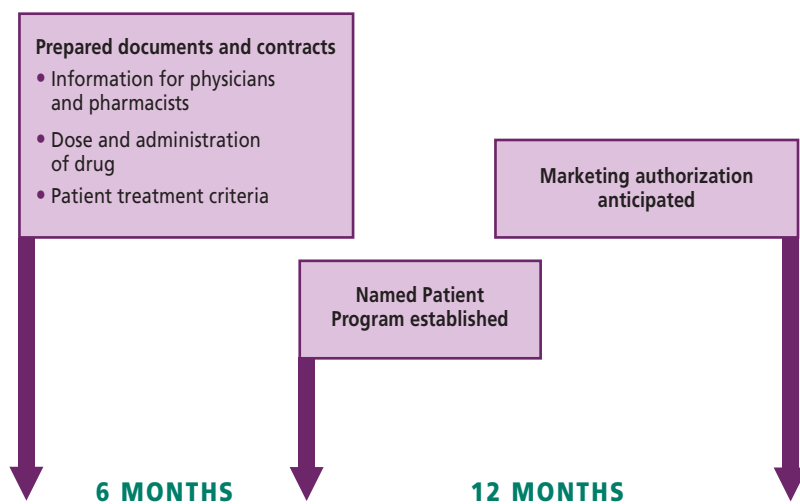 Prepared documents and contracts
• Information for physicians
and pharmacists
• Dose and administration
of drug
• Patient treatment criteria
Marketing authorization
anticipated
Named Patient
Program established
6 MONTHS
12 MONTHS